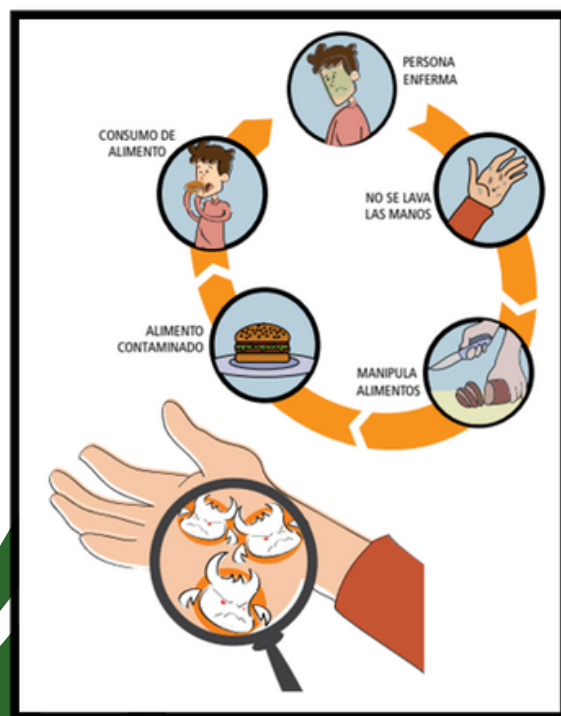 PERSONA
ENFERMA
NO SE LAVA
LAS MANOS
MANIPULA
ALIMENTOS
ALIMENTO
CONTAMINADO
CONSUMO DE
ALIMENTO